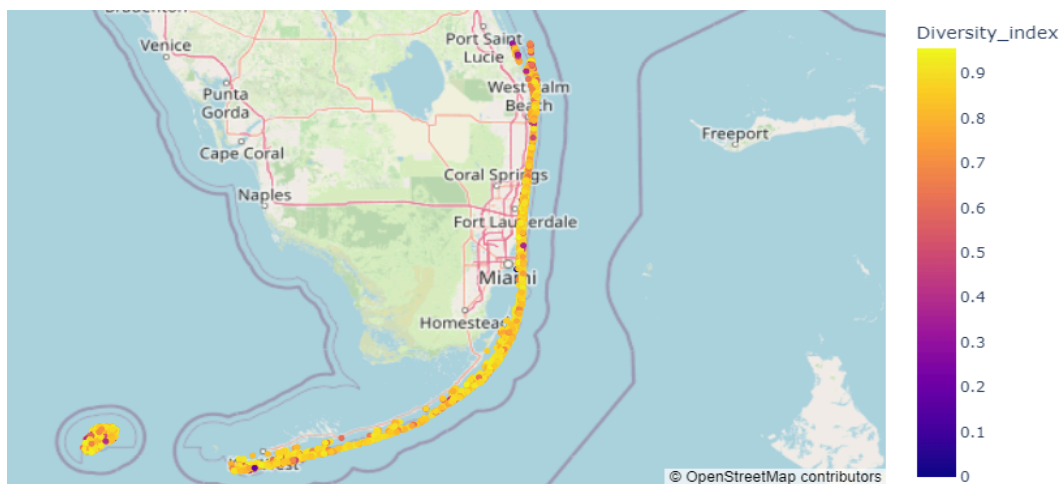 Bradenton
Venice
Port Saint
Lucie
Punta
Gorda
West Palm
Beach
Freeport
Cape Coral
Coral Springs
Naples
Fort Lauderdale
Miami
Homestead
© OpenStreetMap contributors
Diversity_index
0.9
0.8
0.7
0.6
0.5
0.4
0.3
0.2
0.1
0